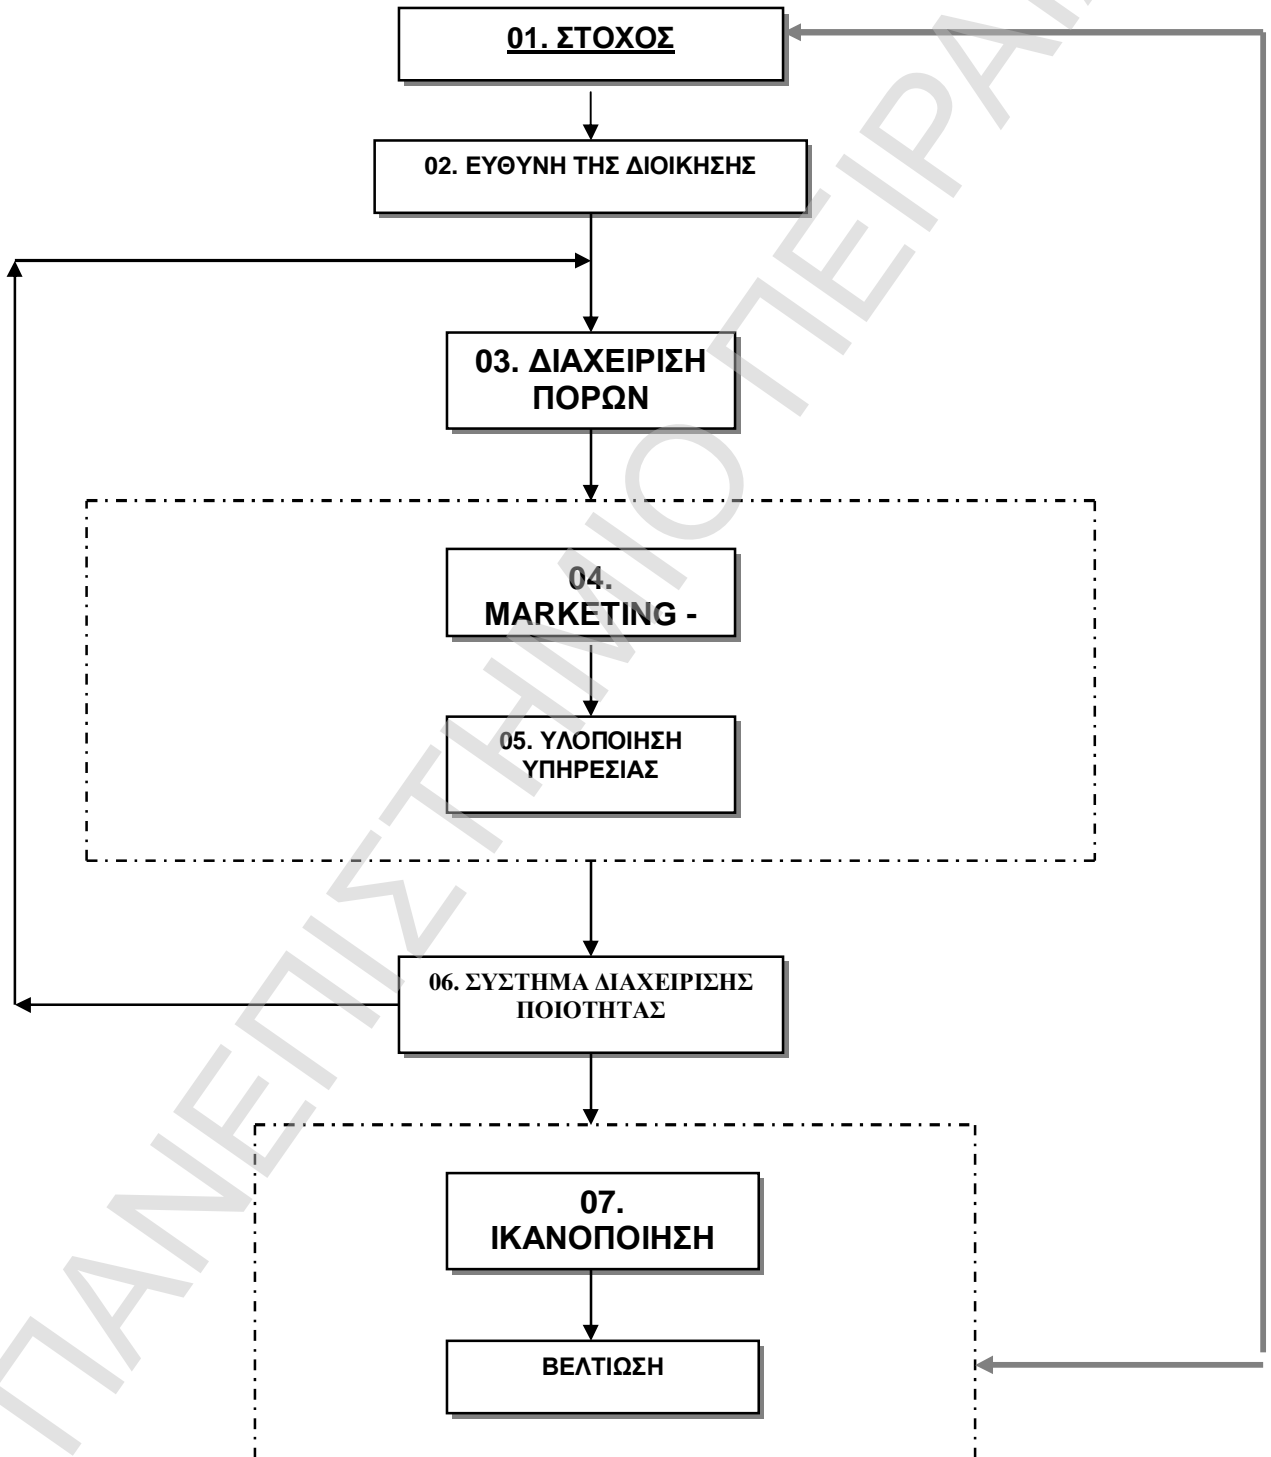 01. ΣΤΟΧΟΣ
02. ΕΥΘΥΝΗ ΤΗΣ ΔΙΟΙΚΗΣΗΣ
03. ΔΙΑΧΕΙΡΙΣΗ
ΠΟΡΩΝ
04.
MARKETING -
05. ΥΛΟΠΟΙΗΣΗ
ΥΠΗΡΕΣΙΑΣ
06. ΣΥΣΤΗΜΑ ΔΙΑΧΕΙΡΙΣΗΣ
ΠΟΙΟΤΗΤΑΣ
07.
ΙΚΑΝΟΠΟΙΗΣΗ
ΒΕΛΤΙΩΣΗ
ΠΑΝΕΠΙΣΤΗΜΙΟ